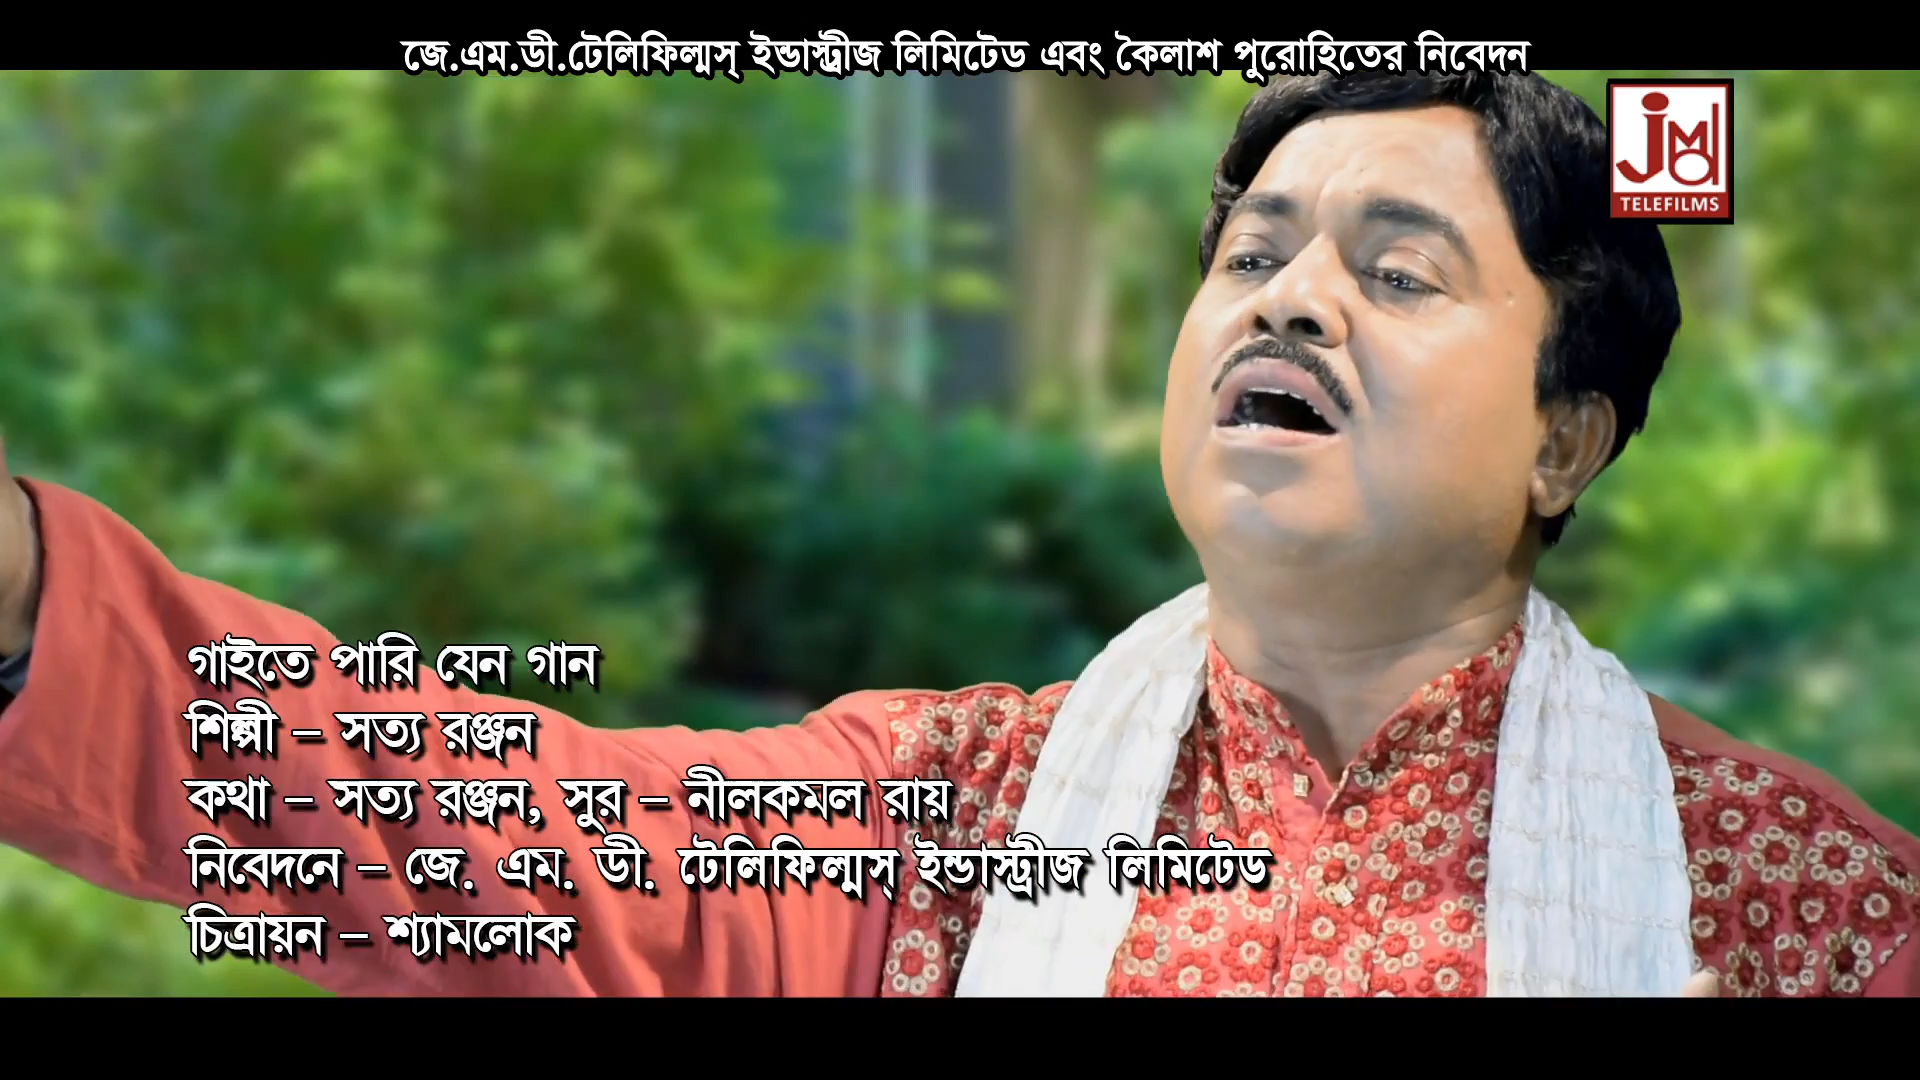 জে.এম.ডী.টেলিফিল্মস্ ইন্ডাস্ট্রীজ লিমিটেড এবং কৈলাশ পুরোহিতের নিবেদন
JMD
TELEFILMS
গাইতে পারি যেন গান
শিল্পী – সত্য রঞ্জন
কথা – সত্য রঞ্জন, সুর – নীলকমল রায়
নিবেদনে – জে. এম. ডী. টেলিফিল্মস্ ইন্ডাস্ট্রীজ লিমিটেড
চিত্রায়ন – শ্যামলোক